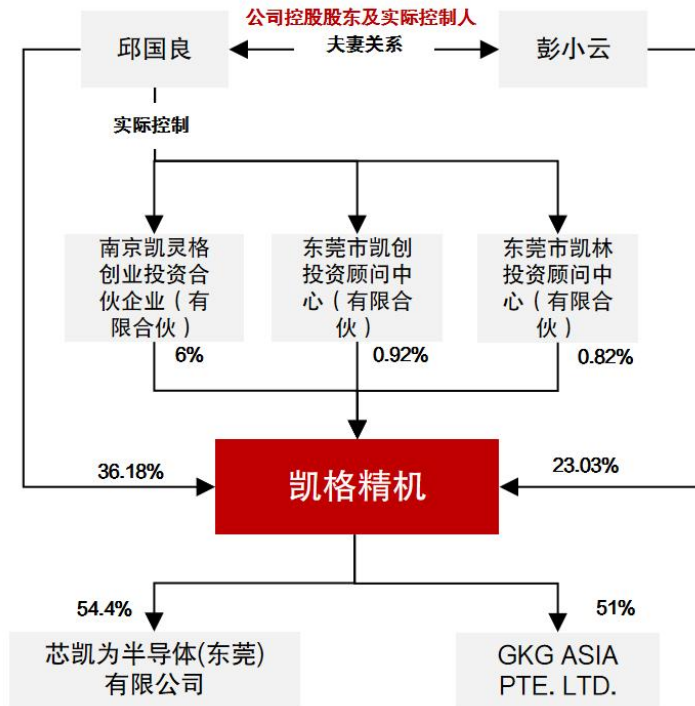 公司控股股东及实际控制人
邱国良
夫妻关系
彭小云
实际控制
南京凯灵格
创业投资合
伙企业（有
限合伙）
东莞市凯创
投资顾问中
心（有限合
伙）
东莞市凯林
投资顾问中
心（有限合
伙）
6%
0.92%
0.82%
36.18%
凯格精机
23.03%
54.4%
51%
芯凯为半导体(东莞)
有限公司
GKG ASIA
PTE. LTD.